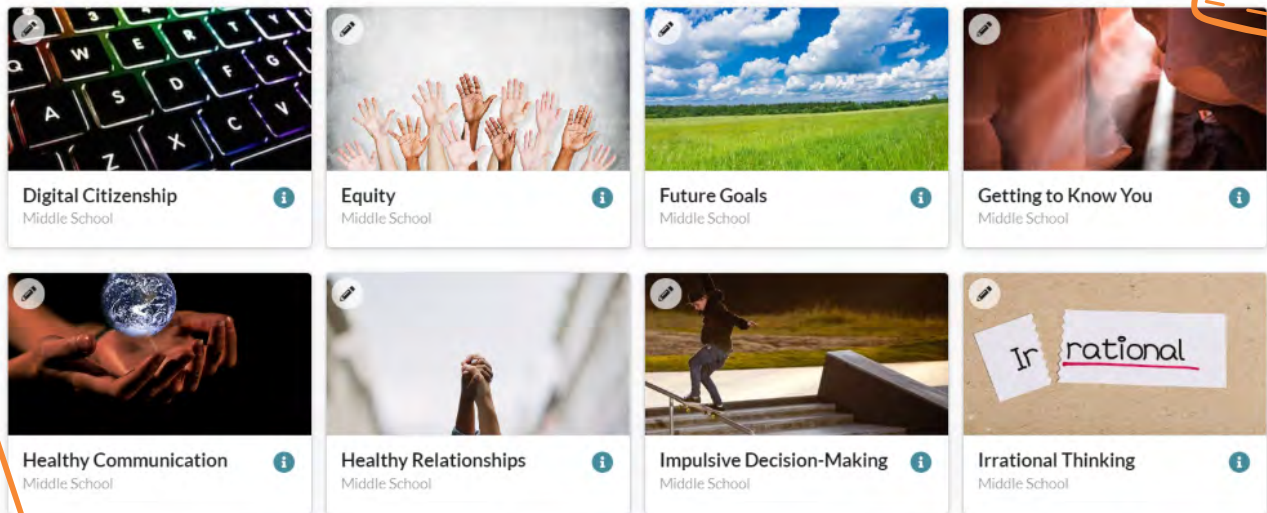 Q W E R T Y
A S D F G
Z X C V
Digital Citizenship
Middle School
Equity
Middle School
Future Goals
Middle School
Getting to Know You
Middle School
Ir rational
Healthy Communication
Middle School
Healthy Relationships
Middle School
Impulsive Decision-Making
Middle School
Irrational Thinking
Middle School